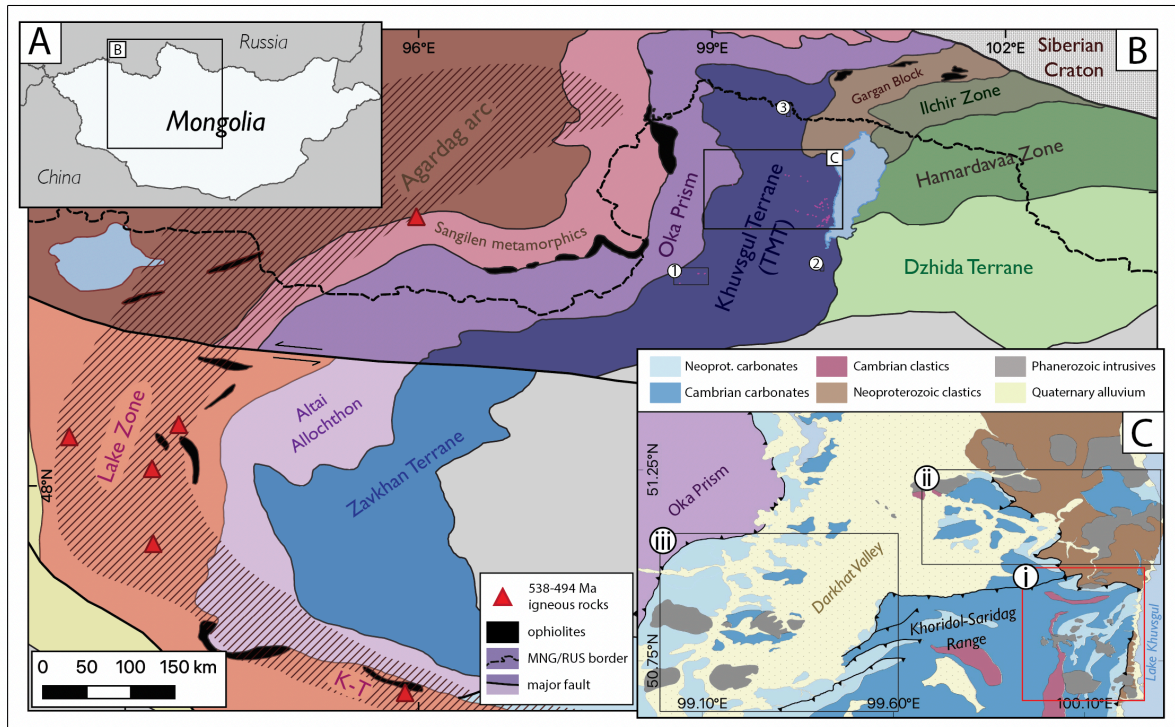 A
B
Russia
Mongolia
China
96°E
99°E
102°E
B
Siberian
Craton
Gargan Block
Ilchir Zone
Hamardavaa Zone
Dzhida Terrane
Agardag arc
Sangilen metamorphics
Oka Prism
Khuvsgul Terrane
(TMT)
C
1
2
3
Lake Zone
48°N
Altai
Allochthon
Zavkhan Terrane
K-T
0 50 100 150 km
538-494 Ma
igneous rocks
ophiolites
MNG/RUS border
major fault
Neoprot. carbonates
Cambrian clastics
Phanerozoic intrusives
Cambrian carbonates
Neoproterozoic clastics
Quaternary alluvium
C
51.25°N
50.75°N
Oka Prism
ii
iii
i
Darkhat Valley
Khoridol-Saridag
Range
Lake Khuvsgul
99.10°E
99.60°E
100.10°E